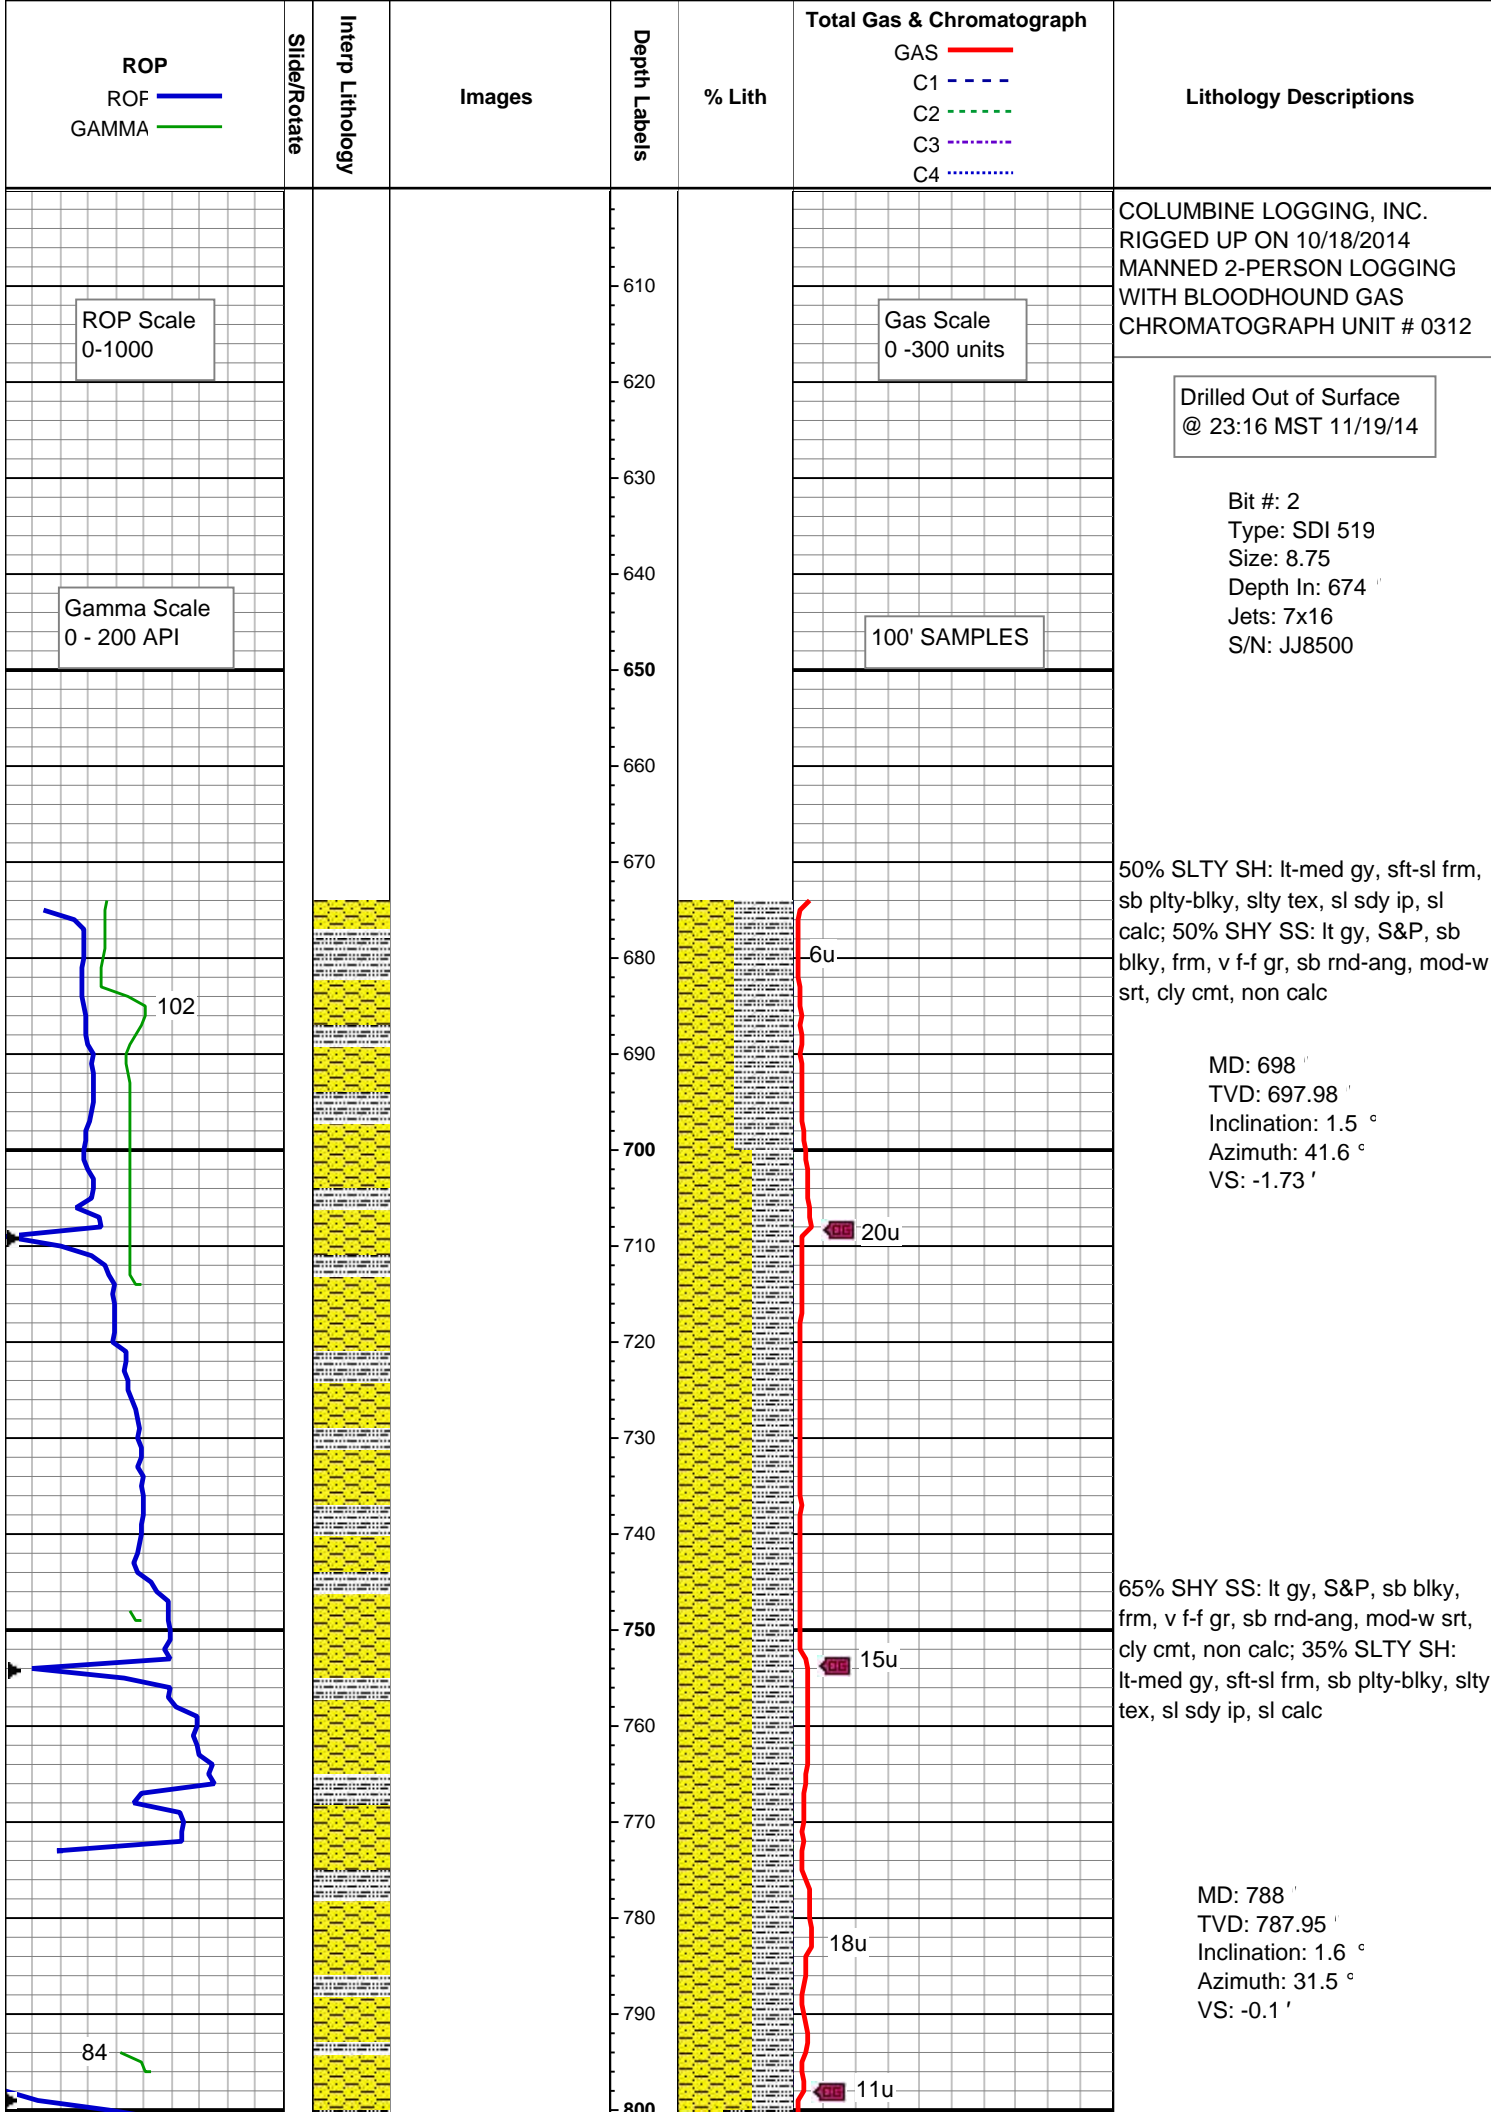 ROP
ROP
GAMMA
Slide/Rotate
Interp Lithology
Images
Depth Labels
% Lith
Total Gas & Chromatograph
GAS
C1
C2
C3
C4
Lithology Descriptions
COLUMBINE LOGGING, INC.
RIGGED UP ON 10/18/2014
MANNED 2-PERSON LOGGING
WITH BLOODHOUND GAS
CHROMATOGRAPH UNIT # 0312
610
ROP Scale
0-1000
Gas Scale
0 -300 units
620
Drilled Out of Surface
@ 23:16 MST 11/19/14
630
Bit #: 2
Type: SDI 519
Size: 8.75
Depth In: 674 '
Jets: 7x16
S/N: JJ8500
640
Gamma Scale
0 - 200 API
100' SAMPLES
650
660
670
50% SLTY SH: lt-med gy, sft-sl frm,
sb plty-blky, slty tex, sl sdy ip, sl
calc; 50% SHY SS: lt gy, S&P, sb
blky, frm, v f-f gr, sb rnd-ang, mod-w
srt, cly cmt, non calc
680
6u
102
690
MD: 698 '
TVD: 697.98 '
Inclination: 1.5 °
Azimuth: 41.6 °
VS: -1.73 '
700
CG 20u
710
720
730
740
65% SHY SS: lt gy, S&P, sb blky,
frm, v f-f gr, sb rnd-ang, mod-w srt,
cly cmt, non calc; 35% SLTY SH:
lt-med gy, sft-sl frm, sb plty-blky, slty
tex, sl sdy ip, sl calc
750
CG 15u
760
770
780
18u
MD: 788 '
TVD: 787.95 '
Inclination: 1.6 °
Azimuth: 31.5 °
VS: -0.1 '
790
84
CG 11u
800